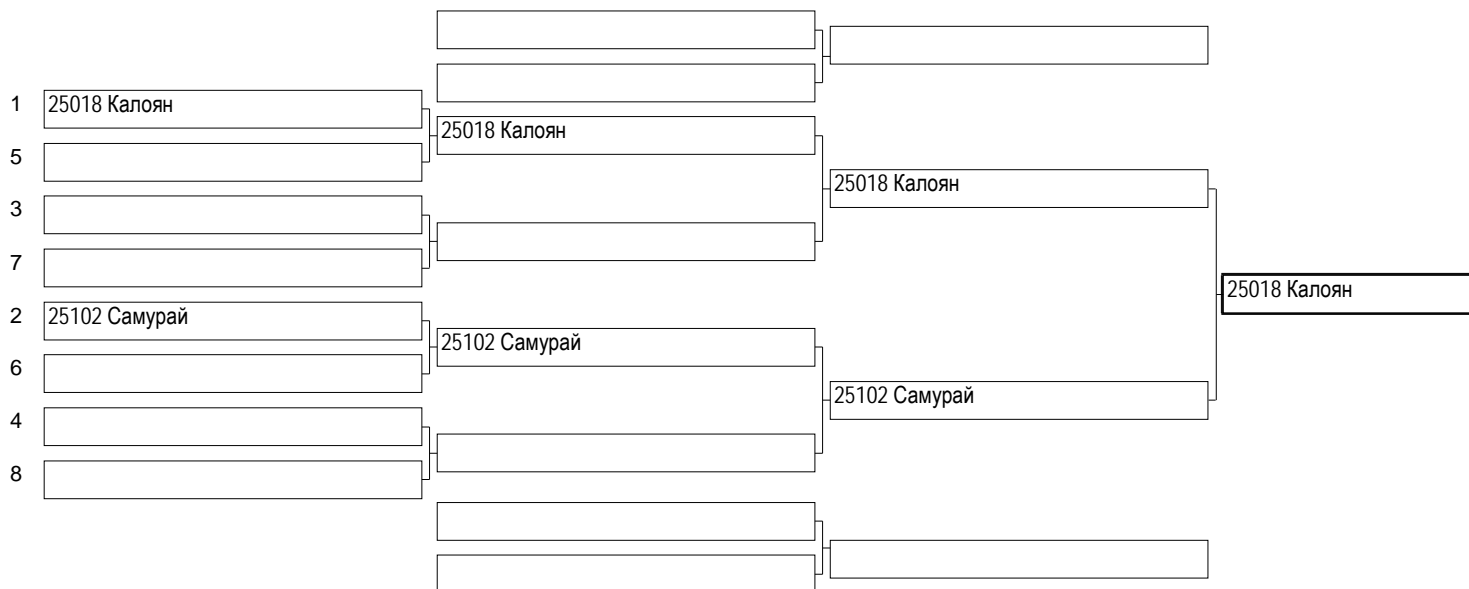 1 25018 Калоян
25018 Калоян
5
25018 Калоян
3
7
25018 Калоян
2 25102 Самурай
25102 Самурай
6
25102 Самурай
4
8